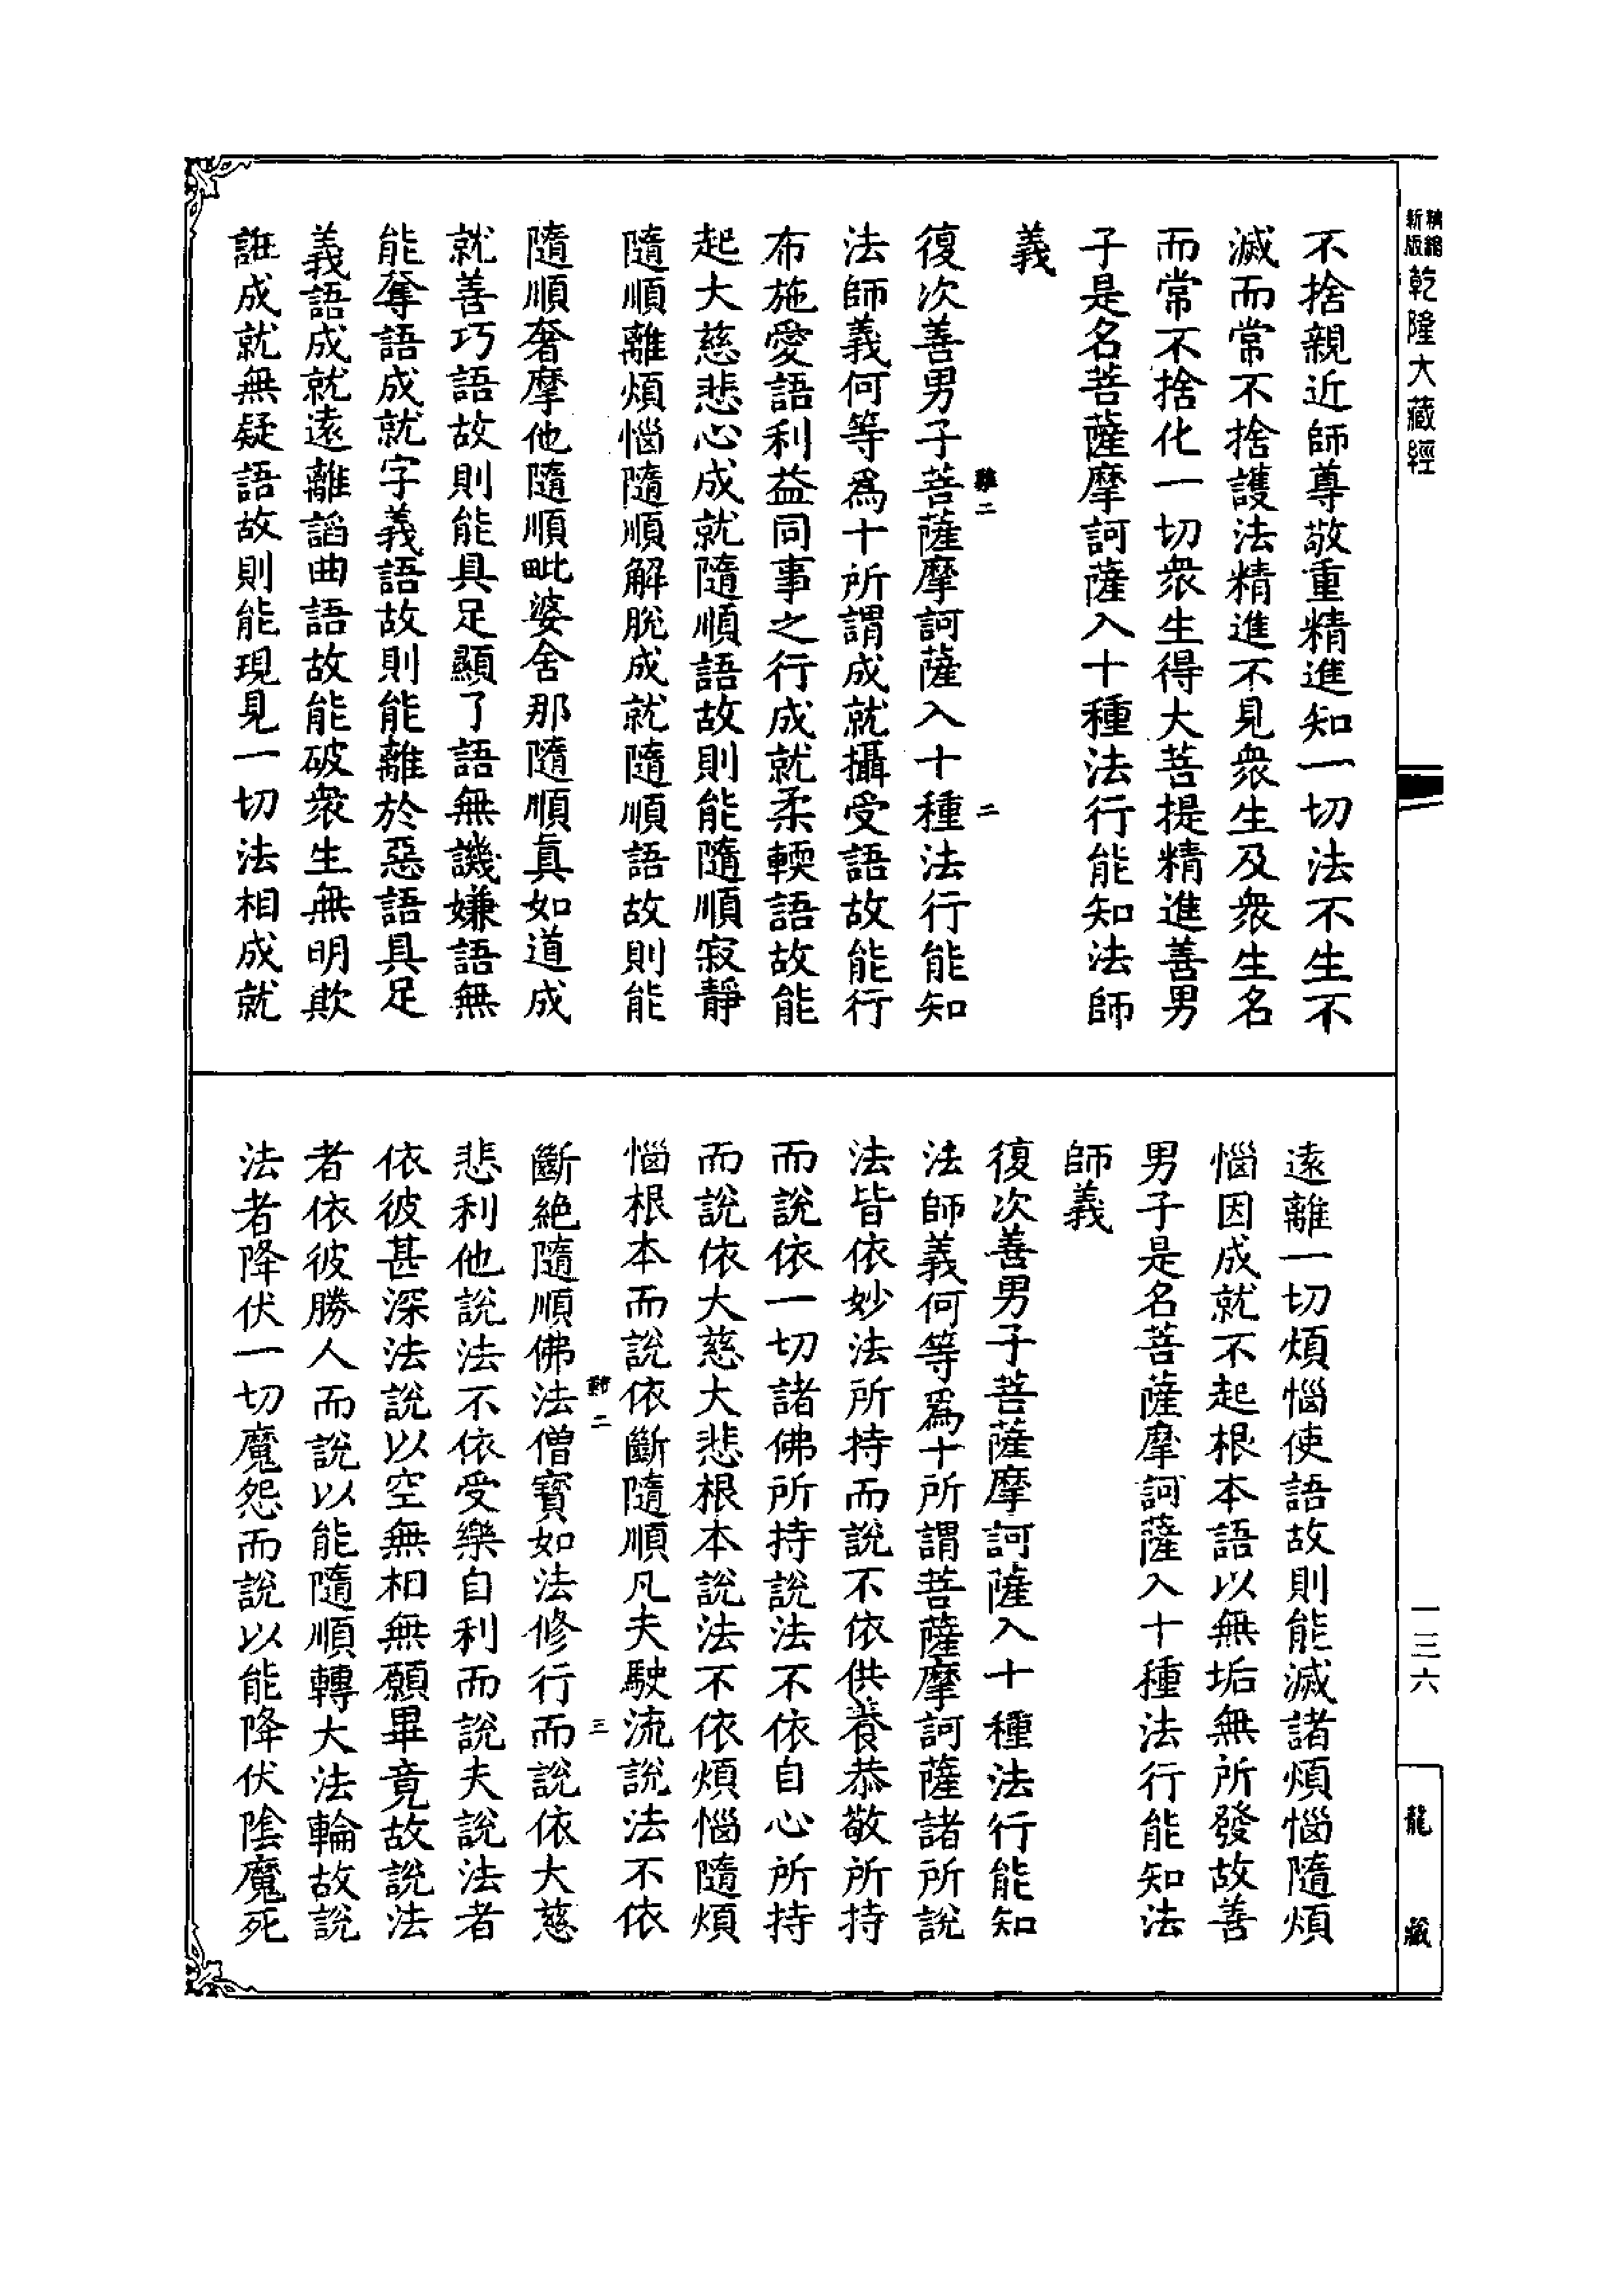 精縮新版乾隆大藏經
不捨親近師尊敬重精進知一切法不生不
滅而常不捨護法精進不見衆生及衆生名
而常不捨化一切衆生得大菩提精進善男
子是名菩薩摩訶薩入十種法行能知法師
義
復次善男子菩薩摩訶薩入十種法行能知
法師義何等爲十所謂成就攝受語故能行
布施愛語利益同事之行成就柔輭語故能
起大慈悲心成就隨順語故則能隨順寂靜
隨順離煩惱隨順解脫成就隨順語故則能
隨順奢摩他隨順毗婆舍那隨順真如道成
就善巧語故則能具足顯了語無譏嫌語無
能奪語成就字義語故則能離於惡語具足
義語成就遠離諂曲語故能破衆生無明欺
誑成就無疑語故則能現見一切法相成就
遠離一切煩惱使語故則能滅諸煩惱隨煩
惱因成就不起根本語以無垢無所發故善
男子是名菩薩摩訶薩入十種法行能知法
師義
復次善男子菩薩摩訶薩入十種法行能知
法師義何等爲十所謂菩薩摩訶薩諸所說
法皆依妙法所持而說不依供養恭敬所持
而說依一切諸佛所持說法不依自心所持
而說依大慈大悲根本說法不依煩惱隨煩
惱根本而說依斷隨順凡夫駛流說法不依
斷絶隨順佛法僧寶如法修行而說依大慈
悲利他說法不依受樂自利而說夫說法者
依彼甚深法說以空無相無願畢竟故說法
者依彼勝人而說以能隨順轉大法輪故說
法者降伏一切魔怨而說以能降伏陰魔死
二
二
二
三
一三六
龍藏